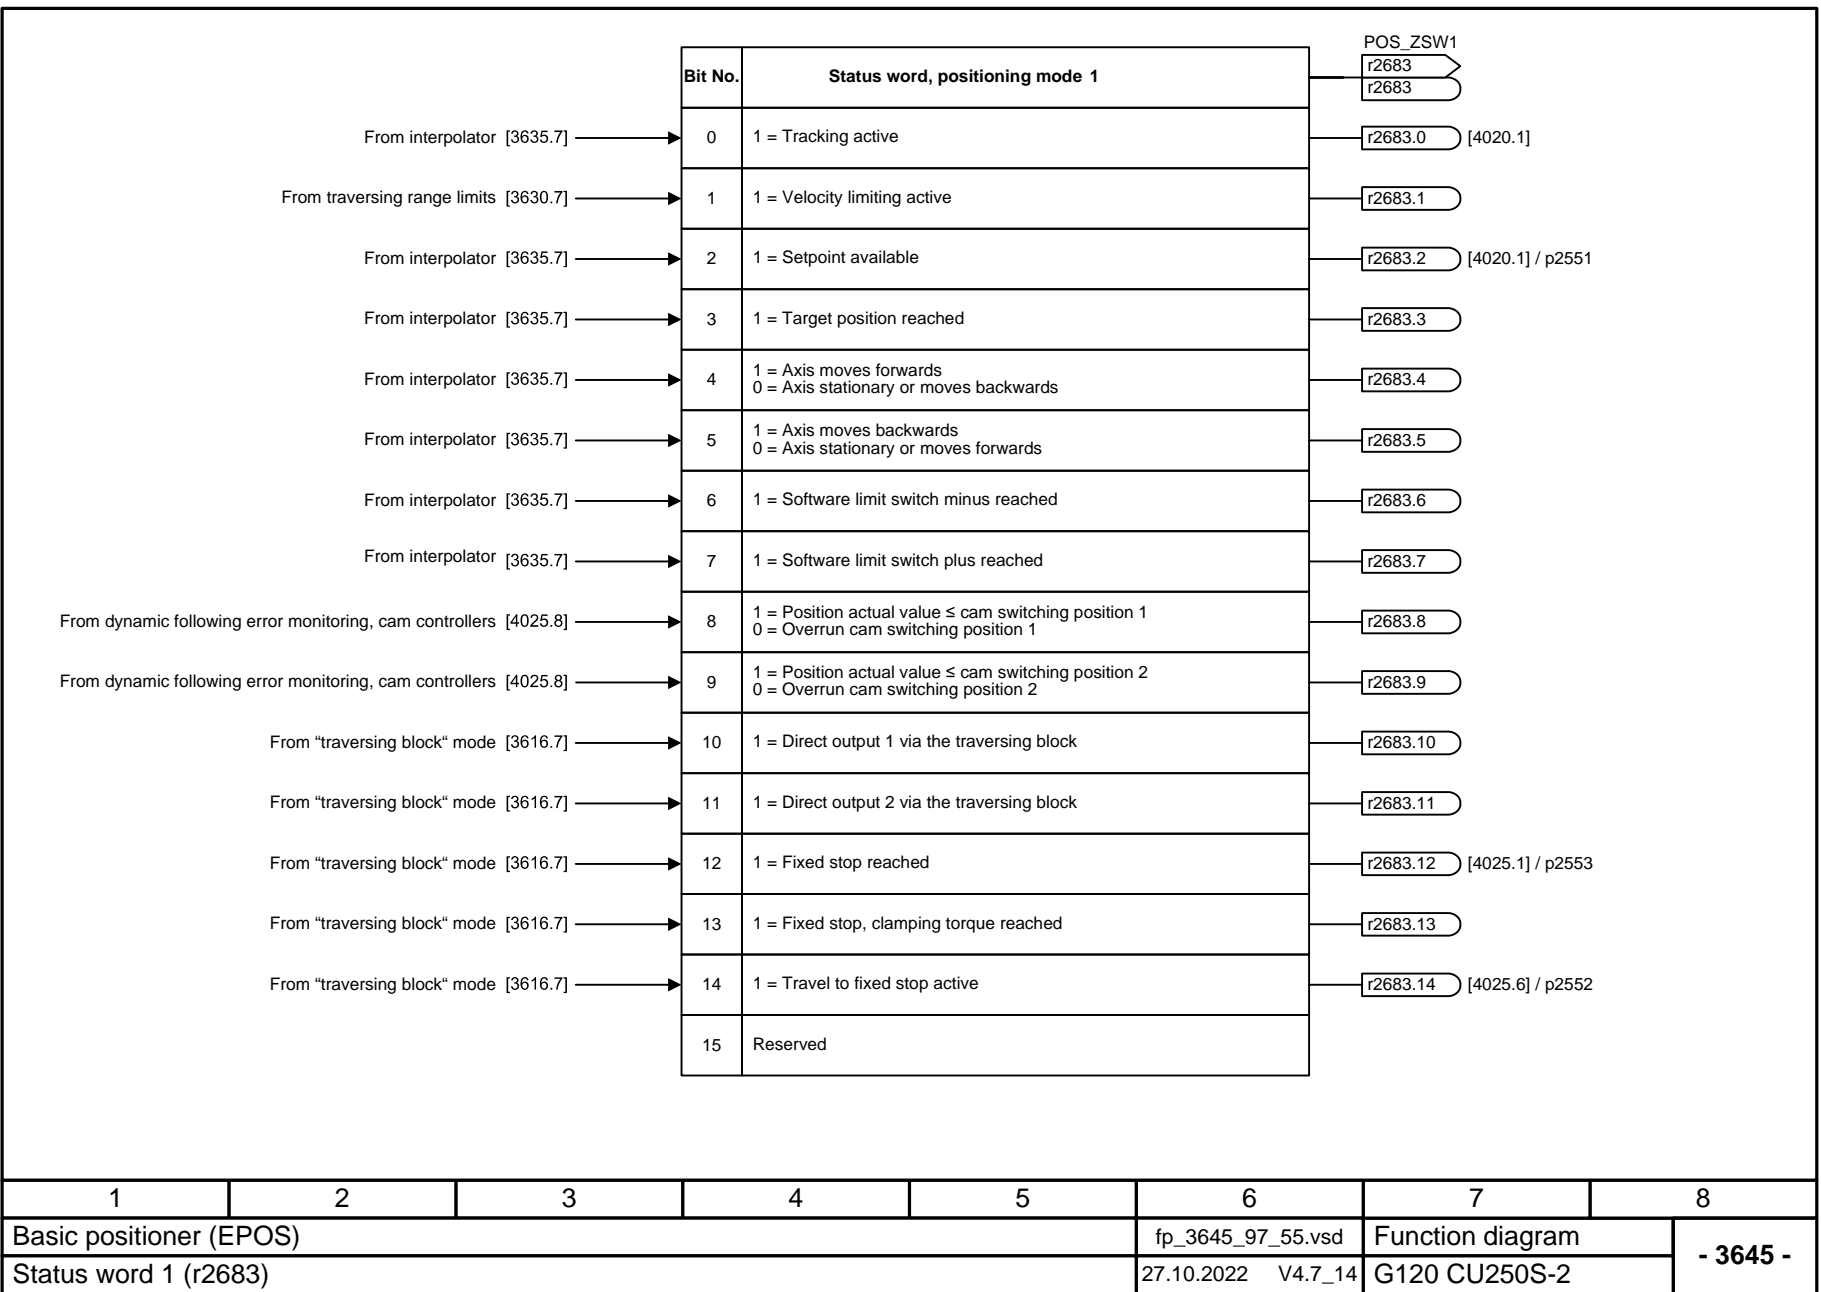 POS_ZSW1
Bit No. Status word, positioning mode 1 r2683
r2683
From interpolator [3635.7] 0 1 = Tracking active r2683.0 [4020.1]
From traversing range limits [3630.7] 1 1 = Velocity limiting active r2683.1
From interpolator [3635.7] 2 1 = Setpoint available r2683.2 [4020.1] / p2551
From interpolator [3635.7] 3 1 = Target position reached r2683.3
From interpolator [3635.7] 4 1 = Axis moves forwards
0 = Axis stationary or moves backwards r2683.4
From interpolator [3635.7] 5 1 = Axis moves backwards
0 = Axis stationary or moves forwards r2683.5
From interpolator [3635.7] 6 1 = Software limit switch minus reached r2683.6
From interpolator [3635.7] 7 1 = Software limit switch plus reached r2683.7
From dynamic following error monitoring, cam controllers [4025.8] 8 1 = Position actual value ≤ cam switching position 1
0 = Overrun cam switching position 1 r2683.8
From dynamic following error monitoring, cam controllers [4025.8] 9 1 = Position actual value ≤ cam switching position 2
0 = Overrun cam switching position 2 r2683.9
From “traversing block“ mode [3616.7] 10 1 = Direct output 1 via the traversing block r2683.10
From “traversing block“ mode [3616.7] 11 1 = Direct output 2 via the traversing block r2683.11
From “traversing block“ mode [3616.7] 12 1 = Fixed stop reached r2683.12 [4025.1] / p2553
From “traversing block“ mode [3616.7] 13 1 = Fixed stop, clamping torque reached r2683.13
From “traversing block“ mode [3616.7] 14 1 = Travel to fixed stop active r2683.14 [4025.6] / p2552
15 Reserved
1 2 3 4 5 6 7 8
Basic positioner (EPOS) fp_3645_97_55.vsd Function diagram - 3645 -
Status word 1 (r2683) 27.10.2022 V4.7_14 G120 CU250S-2